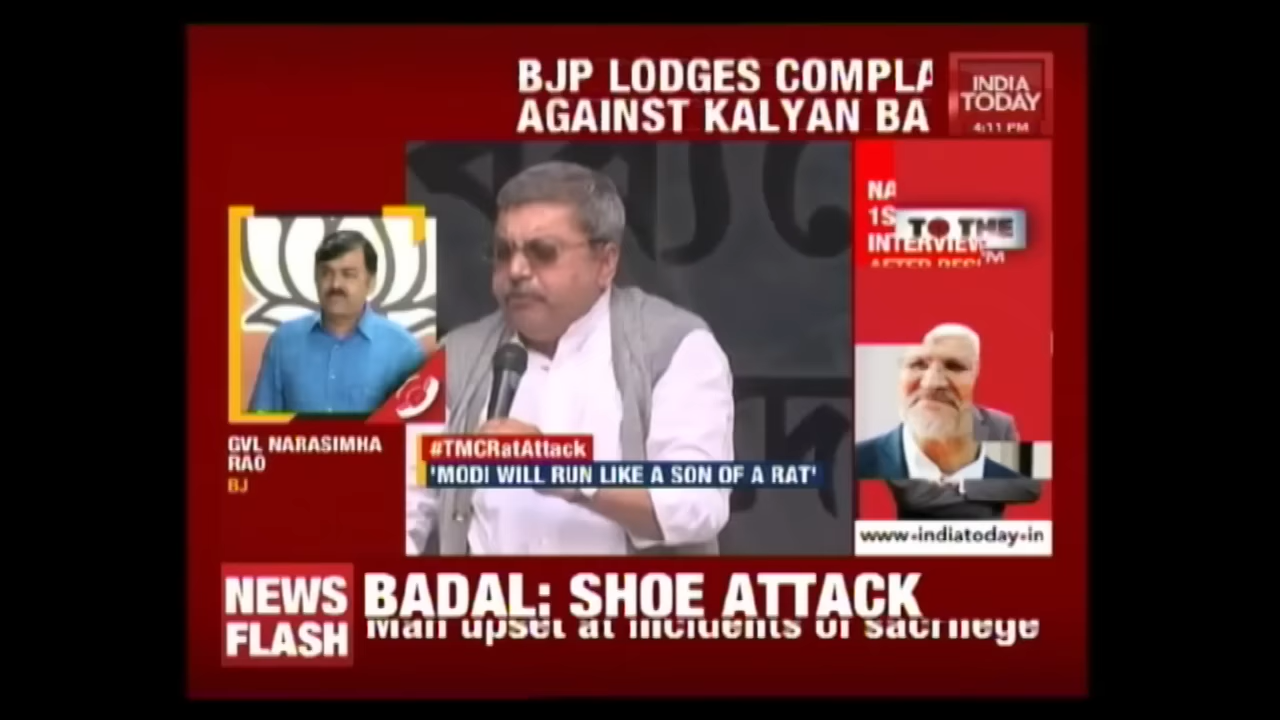 BJP LODGES COMPLA
AGAINST KALYAN BA
INDIA
TODAY
4:11 PM
NA
1S
INTERVIEW
TO THE
GVL NARASIMHA
RAO
BJ
#TMCRatAttack
'MODI WILL RUN LIKE A SON OF A RAT'
www.indiatoday.in
NEWS
FLASH
BADAL: SHOE ATTACK
Man upset at incidents of sacrilege